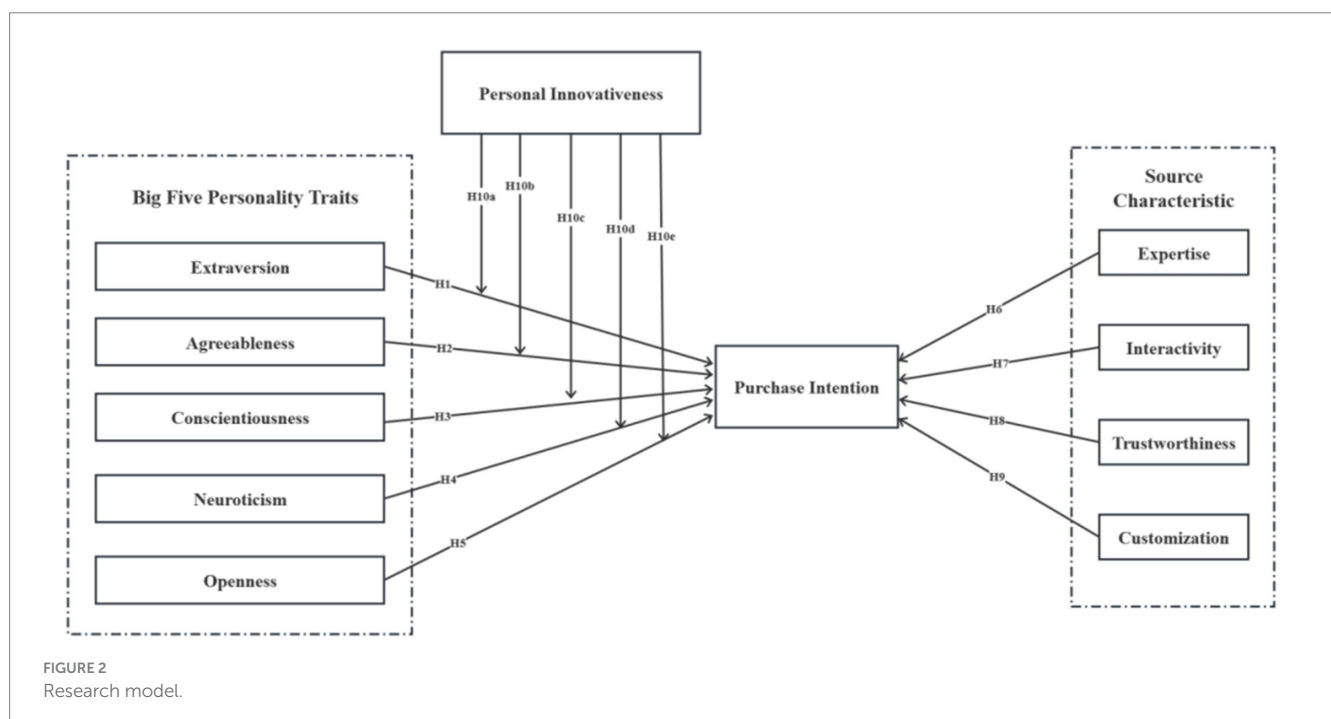 Personal Innovativeness
H10a
H10b
H10c
H10d
H10e
Big Five Personality Traits
Extraversion
Agreeableness
Conscientiousness
Neuroticism
Openness
H1
H2
H3
H4
H5
Purchase Intention
Source
Characteristic
Expertise
Interactivity
Trustworthiness
Customization
H6
H7
H8
H9
FIGURE 2
Research model.